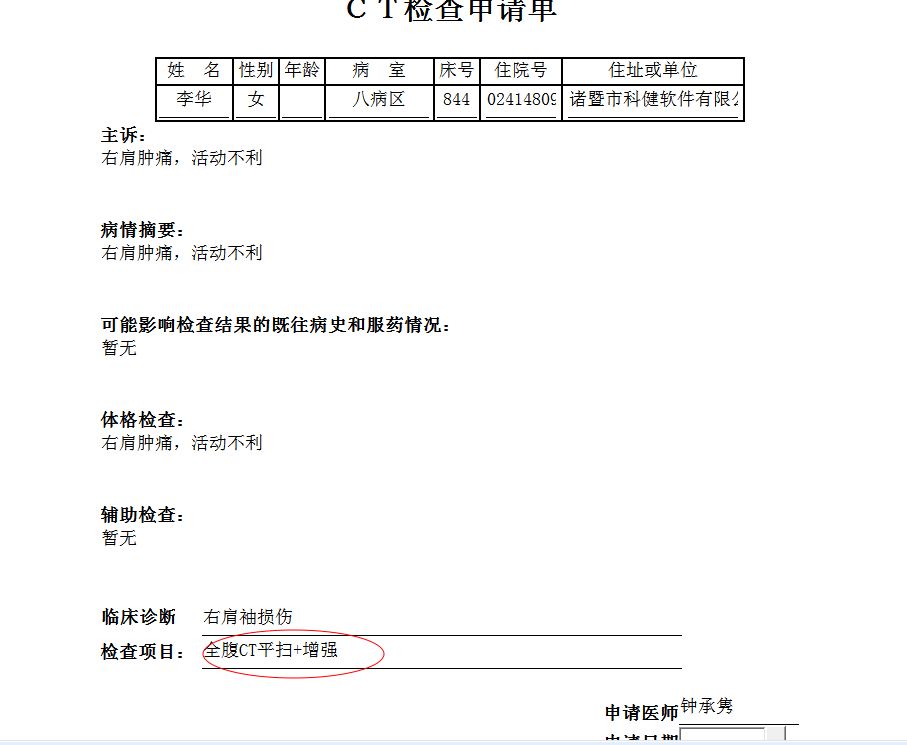 ＣＴ检查申请单
姓　名 性别 年龄 病　室 床号 住院号 住址或单位
李华 女 八病区 844 02414809 诸暨市科健软件有限公
主诉：
右肩肿痛，活动不利
病情摘要：
右肩肿痛，活动不利
可能影响检查结果的既往病史和服药情况：
暂无
体格检查：
右肩肿痛，活动不利
辅助检查：
暂无
临床诊断 右肩袖损伤
检查项目： 全腹CT平扫+增强
申请医师 钟承隽
申请日期